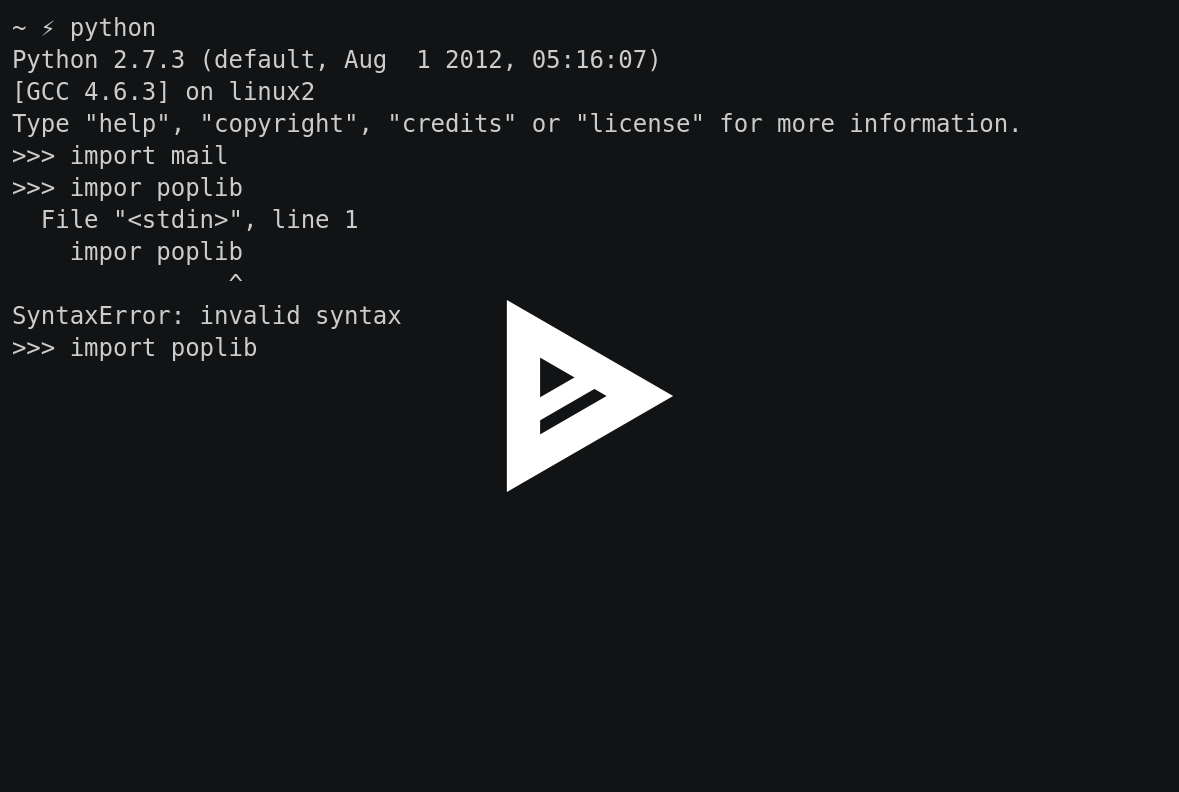 ~ ⚡ python
Python 2.7.3 (default, Aug  1 2012, 05:16:07)
[GCC 4.6.3] on linux2
Type "help", "copyright", "credits" or "license" for more information.
>>> import mail
>>> impor poplib
  File "<stdin>", line 1
    impor poplib
               ^
SyntaxError: invalid syntax
>>> import poplib